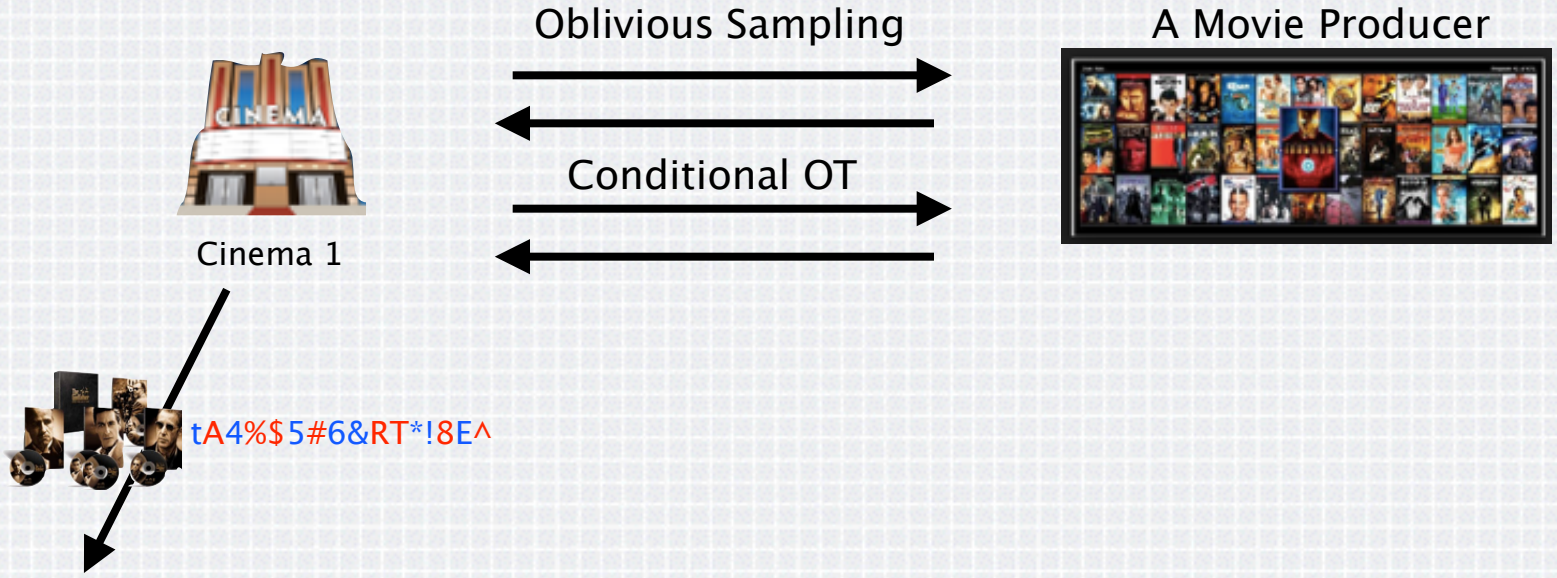 Oblivious Sampling
A Movie Producer
CINEMA
Conditional OT
Cinema 1
tA4%$5#6&RT*!8E^